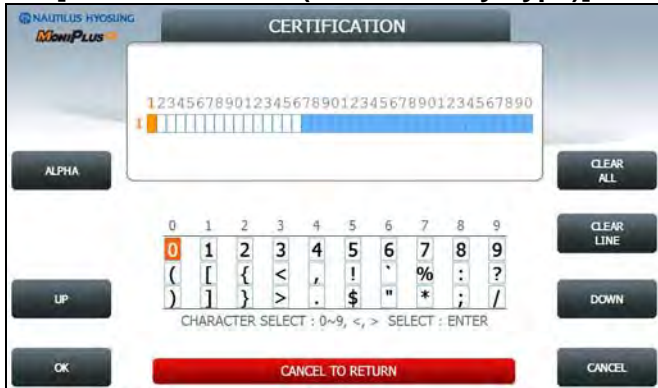 NAUTILUS HYOSUNG
MoniPlus
CERTIFICATION
1234567890123456789012345678901234567890
1
ALPHA
CLEAR ALL
0 1 2 3 4 5 6 7 8 9
0 1 2 3 4 5 6 7 8 9
( [ { < , ! ` % : ?
) ] } > . $ " * ; /
CLEAR LINE
UP
CHARACTER SELECT : 0~9, <, > SELECT : ENTER
DOWN
OK
CANCEL TO RETURN
CANCEL